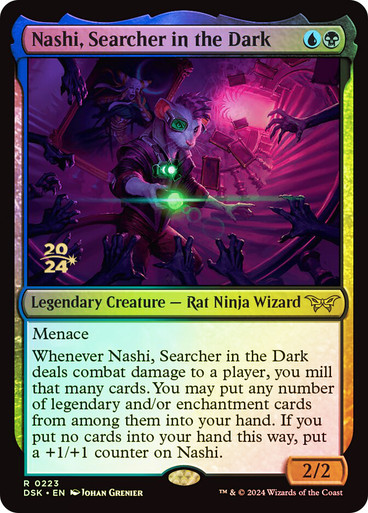 Nashi, Searcher in the Dark
20
24
Legendary Creature — Rat Ninja Wizard
Menace
Whenever Nashi, Searcher in the Dark
deals combat damage to a player, you mill
that many cards. You may put any number
of legendary and/or enchantment cards
from among them into your hand. If you
put no cards into your hand this way, put
a +1/+1 counter on Nashi.
2/2
R 0223
DSK • EN Johan Grenier
™ & © 2024 Wizards of the Coast